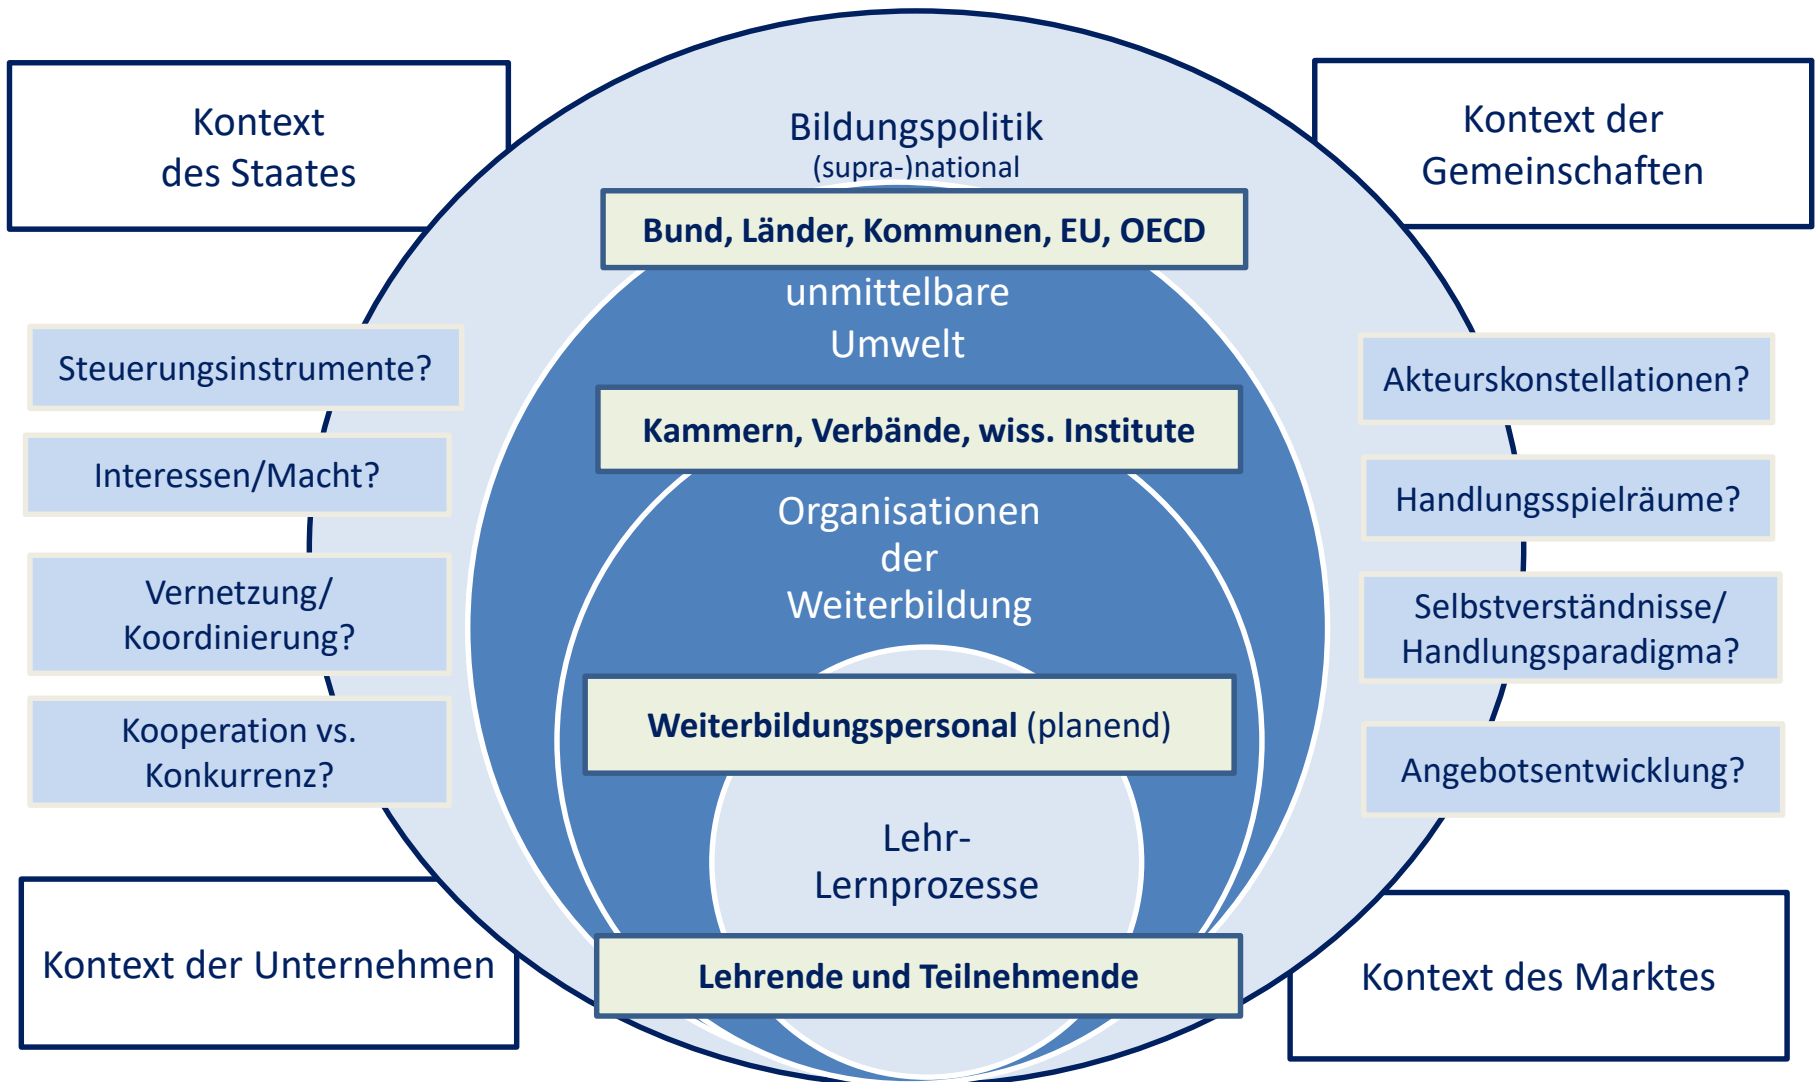 Kontext
des Staates
Bildungspolitik
(supra-)national
Kontext der
Gemeinschaften
Bund, Länder, Kommunen, EU, OECD
unmittelbare
Umwelt
Steuerungsinstrumente?
Akteurskonstellationen?
Kammern, Verbände, wiss. Institute
Interessen/Macht?
Handlungsspielräume?
Organisationen
der
Weiterbildung
Vernetzung/
Koordinierung?
Selbstverständnisse/
Handlungsparadigma?
Weiterbildungspersonal (planend)
Kooperation vs.
Konkurrenz?
Angebotsentwicklung?
Lehr-
Lernprozesse
Kontext der Unternehmen
Lehrende und Teilnehmende
Kontext des Marktes